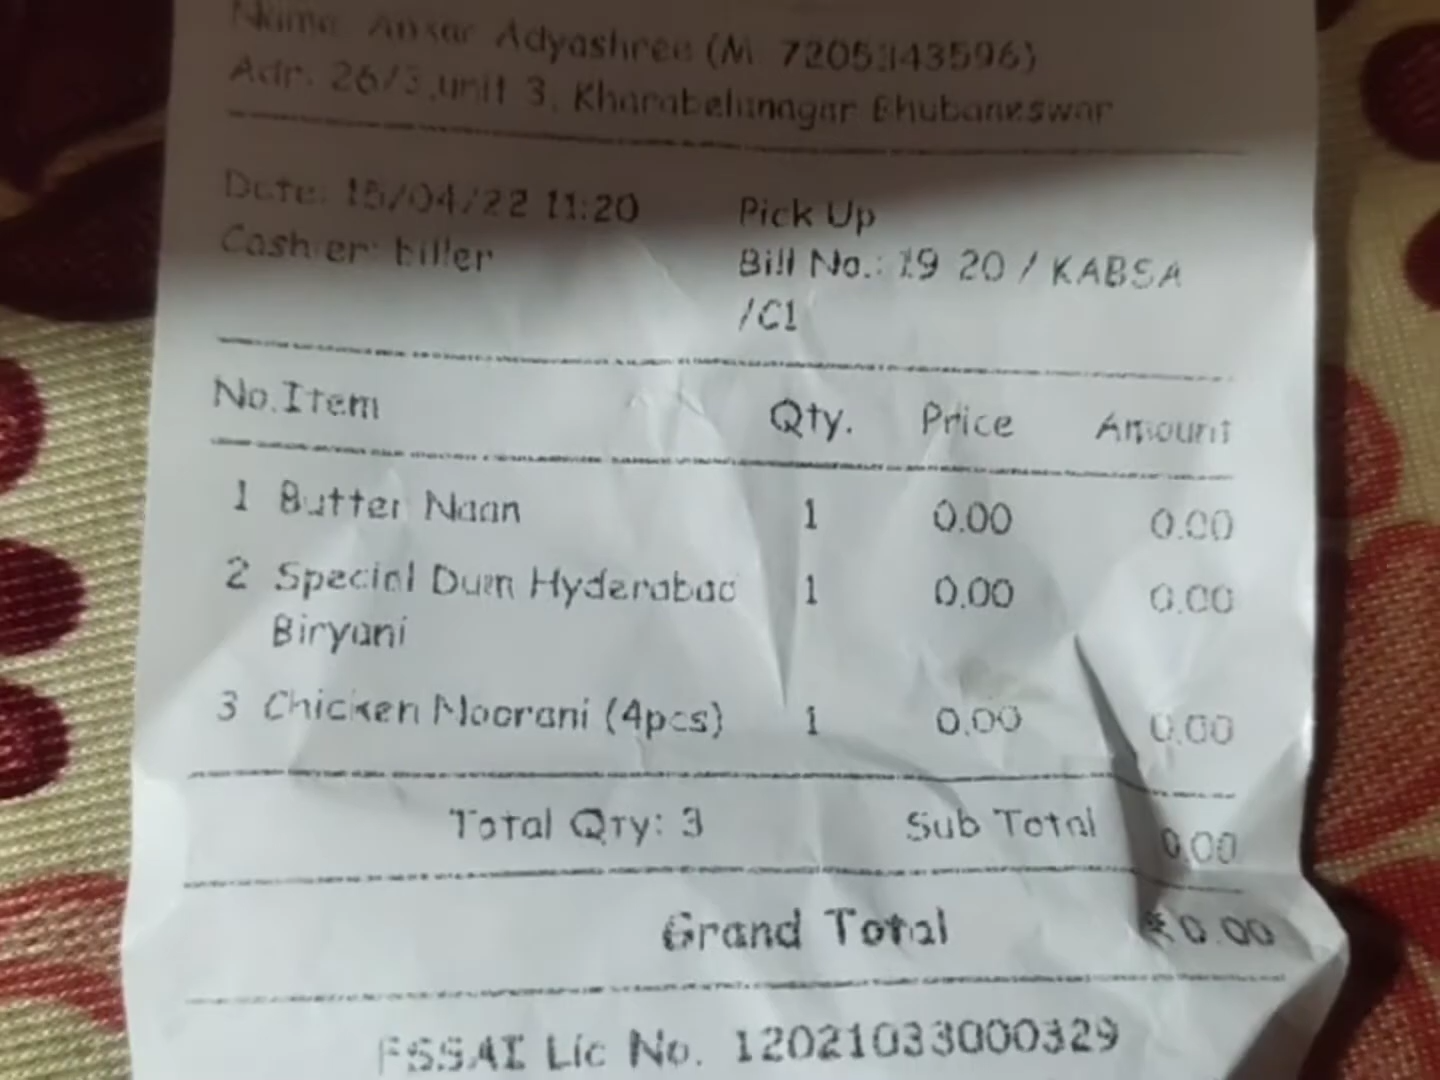 Name: Ansar Adyashree (M: 7205343596)
Adr: 26/3,unit 3, Kharabelanagar Bhubaneswar
Date: 15/04/22 11:20 Pick Up
Cashier: biller Bill No.: 19 20 / KABSA
/C1
No.Item Qty. Price Amount
1 Butter Naan 1 0.00 0.00
2 Special Dum Hyderabad 1 0.00 0.00
Biryani
3 Chicken Noorani (4pcs) 1 0.00 0.00
Total Qty: 3 Sub Total 0.00
Grand Total ₹0.00
FSSAI Lic No. 12021033000329